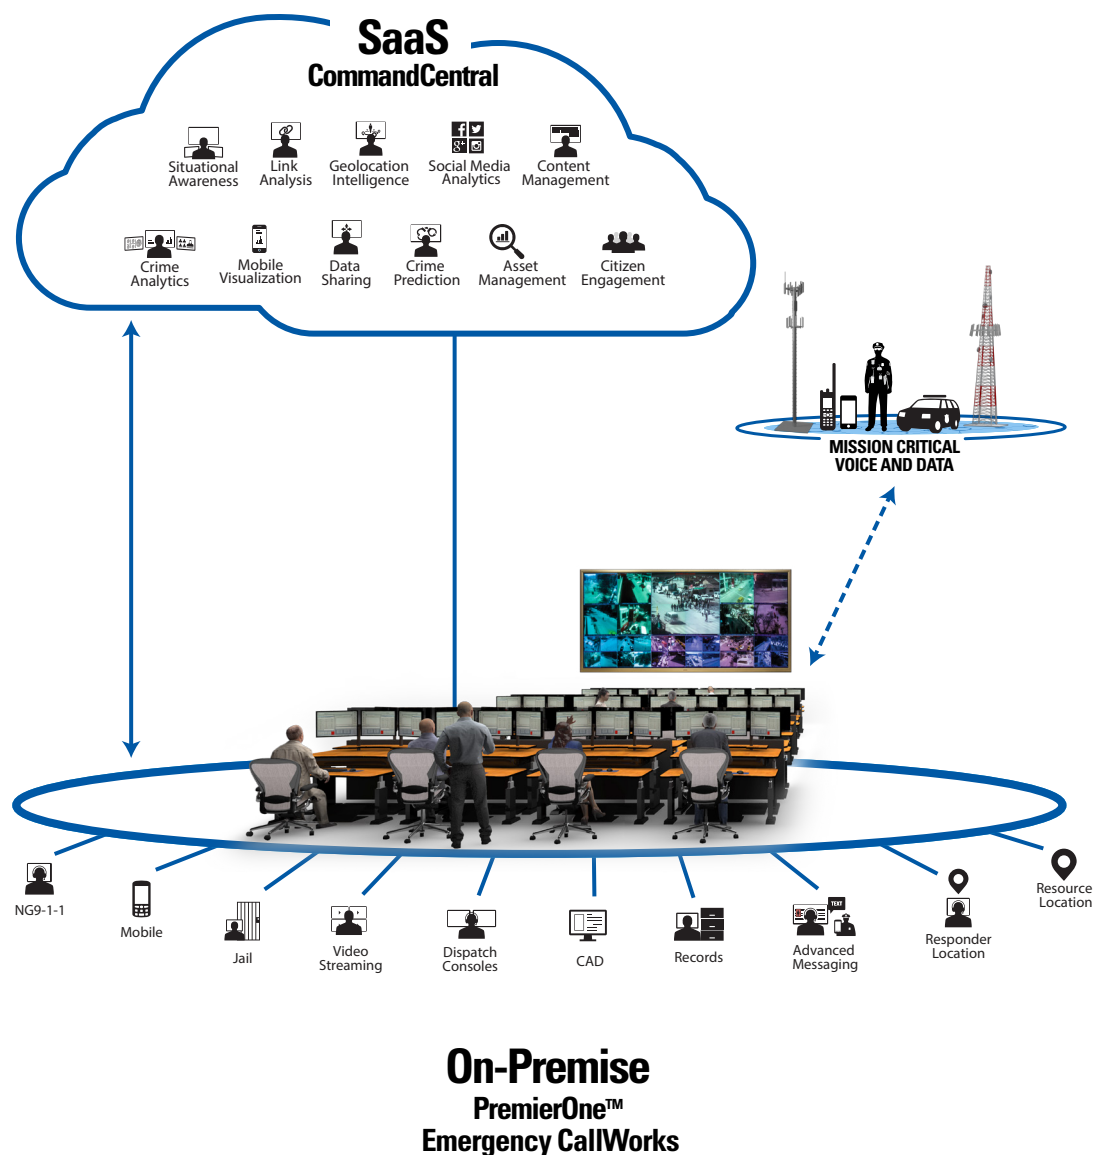 SaaS
CommandCentral
Situational
Awareness
Link
Analysis
Geolocation
Intelligence
Social Media
Analytics
Content
Management
Crime
Analytics
Mobile
Visualization
Data
Sharing
Crime
Prediction
Asset
Management
Citizen
Engagement
MISSION CRITICAL
VOICE AND DATA
NG9-1-1
Mobile
Jail
Video
Streaming
Dispatch
Consoles
CAD
Records
TEXT
Advanced
Messaging
Responder
Location
Resource
Location
On-Premise
PremierOne™
Emergency CallWorks